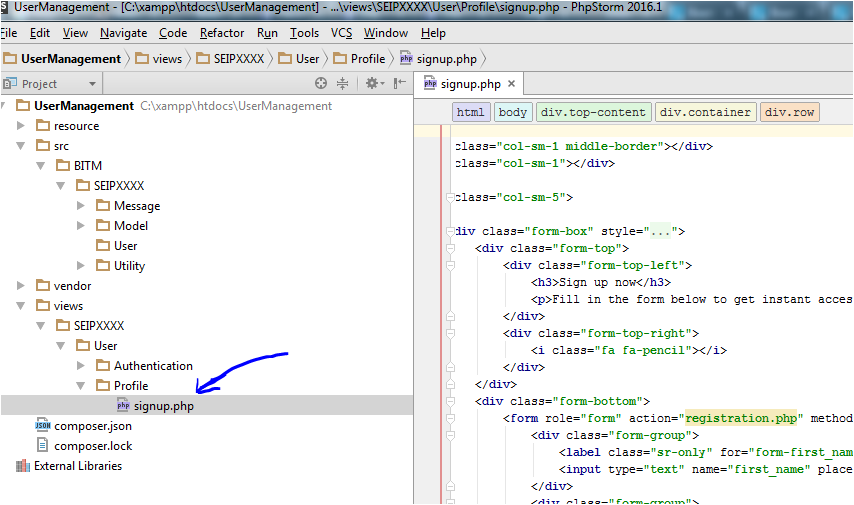 UserManagement - [C:\xampp\htdocs\UserManagement] - ...\views\SEIPXXXX\User\Profile\signup.php - PhpStorm 2016.1
File Edit View Navigate Code Refactor Run Tools VCS Window Help
UserManagement views SEIPXXXX User Profile signup.php
Project
signup.php
html body div.top-content div.container div.row
UserManagement C:\xampp\htdocs\UserManagement
resource
src
BITM
SEIPXXXX
Message
Model
User
Utility
vendor
views
SEIPXXXX
User
Authentication
Profile
signup.php
composer.json
composer.lock
External Libraries
class="col-sm-1 middle-border"></div>
class="col-sm-1"></div>
class="col-sm-5">
div class="form-box" style="...">
<div class="form-top">
<div class="form-top-left">
<h3>Sign up now</h3>
<p>Fill in the form below to get instant acces
</div>
<div class="form-top-right">
<i class="fa fa-pencil"></i>
</div>
</div>
<div class="form-bottom">
<form role="form" action="registration.php" method
<div class="form-group">
<label class="sr-only" for="form-first_nam
<input type="text" name="first_name" place
</div>
<div class="form-group">